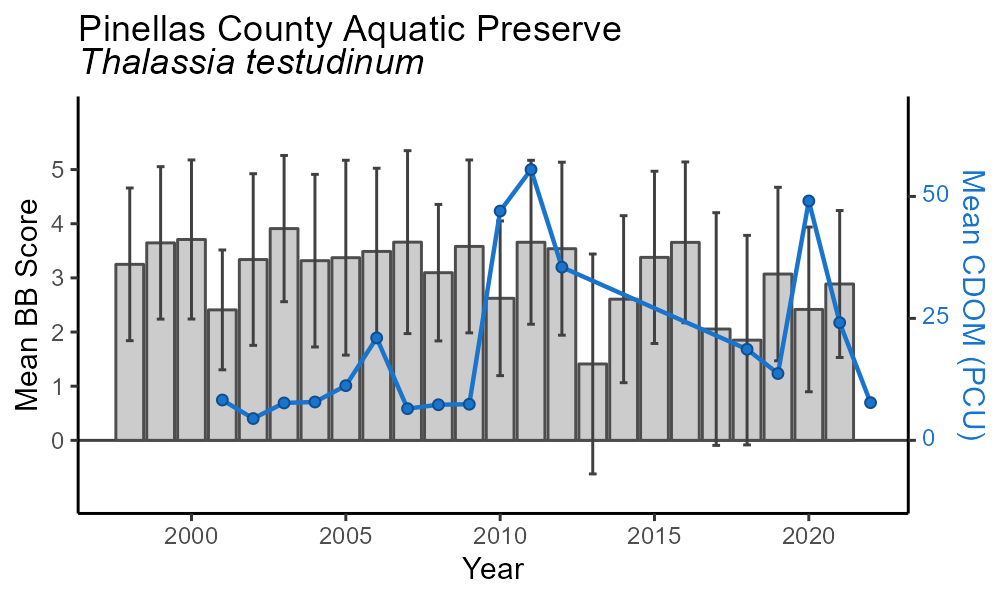 Pinellas County Aquatic Preserve
Thalassia testudinum
Mean BB Score
5
4
3
2
1
0
50
25
0
Mean CDOM (PCU)
2000
2005
2010
2015
2020
Year